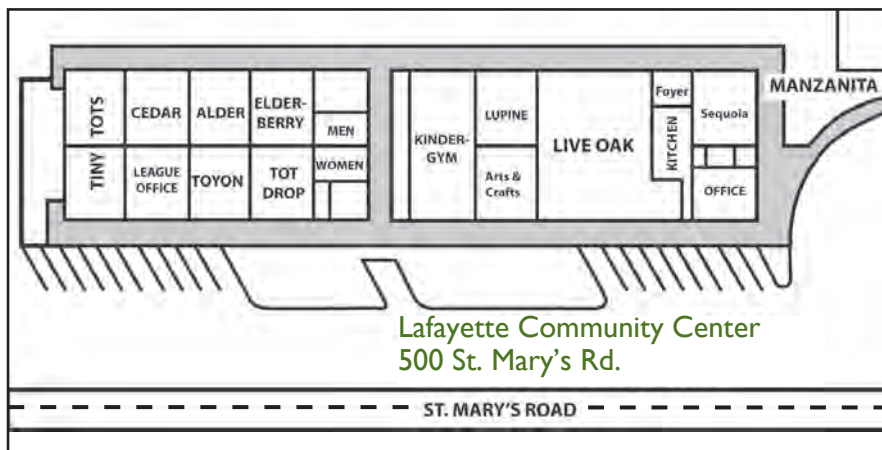 MANZANITA
TINY TOTS
CEDAR
ALDER
ELDER-
BERRY
MEN
WOMEN
LEAGUE
OFFICE
TOYON
TOT
DROP
KINDER-
GYM
LUPINE
Arts &
Crafts
LIVE OAK
Foyer
KITCHEN
Sequoia
OFFICE
Lafayette Community Center
500 St. Mary's Rd.
ST. MARY'S ROAD